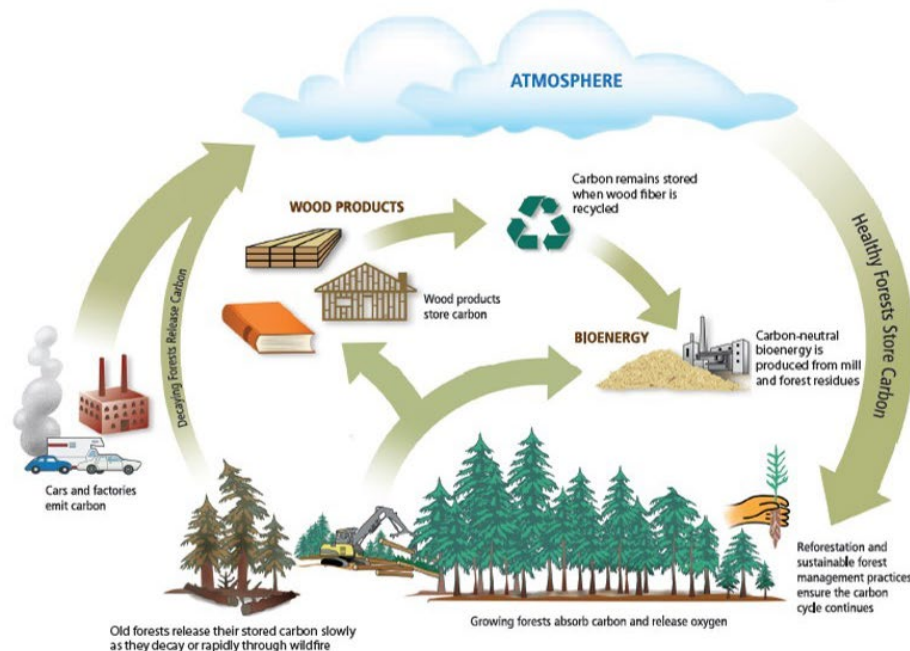 ATMOSPHERE
Carbon remains stored
when wood fiber is
recycled
WOOD PRODUCTS
Wood products
store carbon
BIOENERGY
Carbon-neutral
bioenergy is
produced from mill
and forest residues
Healthy Forests Store Carbon
Decaying Forests Release Carbon
Cars and factories
emit carbon
Reforestation and
sustainable forest
management practices
ensure the carbon
cycle continues
Growing forests absorb carbon and release oxygen
Old forests release their stored carbon slowly
as they decay or rapidly through wildfire